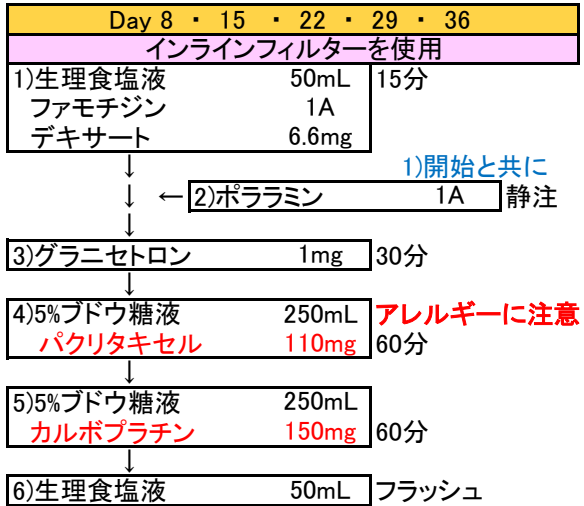 Day 8 ・ 15 ・ 22 ・ 29 ・ 36
インラインフィルターを使用
1)生理食塩液 50mL 15分
ファモチジン 1A
デキサート 6.6mg
↓ 1)開始と共に
↓ ← 2)ポララミン 1A 静注
↓
3)グラニセトロン 1mg 30分
↓
4)5%ブドウ糖液 250mL アレルギーに注意
パクリタキセル 110mg 60分
↓
5)5%ブドウ糖液 250mL
カルボプラチン 150mg 60分
↓
6)生理食塩液 50mL フラッシュ